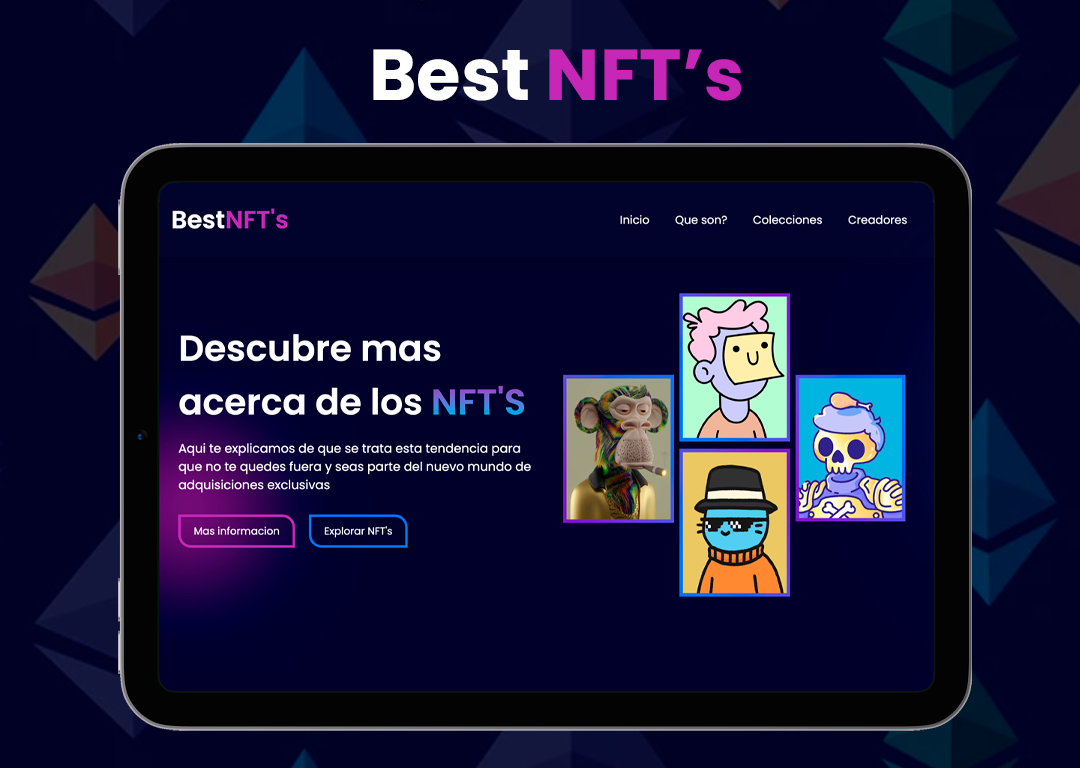 Best NFT’s
BestNFT's
Inicio
Que son?
Colecciones
Creadores
Descubre mas
acerca de los NFT'S
Aqui te explicamos de que se trata esta tendencia para
que no te quedes fuera y seas parte del nuevo mundo de
adquisiciones exclusivas
Mas informacion
Explorar NFT's